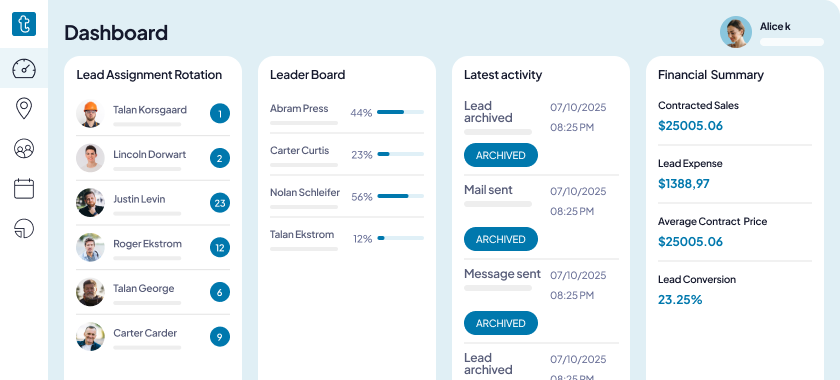 t
Dashboard
Alice k
Lead Assignment Rotation
Talan Korsgaard
1
Lincoln Dorwart
2
Justin Levin
23
Roger Ekstrom
12
Talan George
6
Carter Carder
9
Leader Board
Abram Press
44%
Carter Curtis
23%
Nolan Schleifer
56%
Talan Ekstrom
12%
Latest activity
Lead
archived
07/10/2025
08:25 PM
ARCHIVED
Mail sent
07/10/2025
08:25 PM
ARCHIVED
Message sent
07/10/2025
08:25 PM
ARCHIVED
Lead
archived
07/10/2025
08:25 PM
Financial Summary
Contracted Sales
$25005.06
Lead Expense
$1388,97
Average Contract Price
$25005.06
Lead Conversion
23.25%